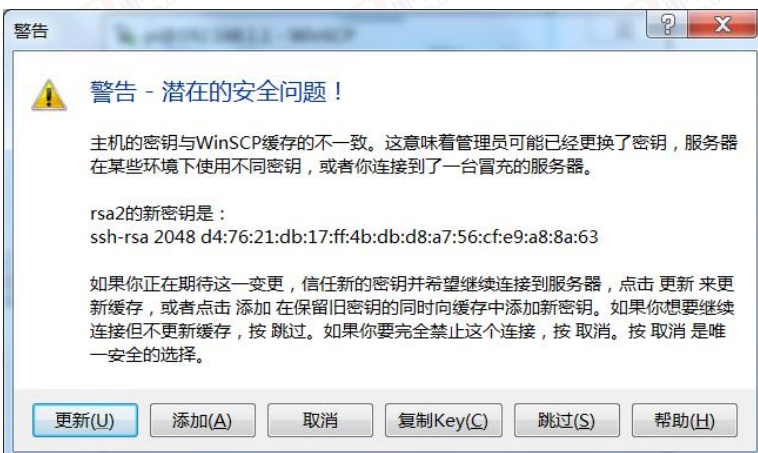 警告
警告 - 潜在的安全问题！
主机的密钥与WinSCP缓存的不一致。这意味着管理员可能已经更换了密钥，服务器
在某些环境下使用不同密钥，或者你连接到了一台冒充的服务器。
rsa2的新密钥是：
ssh-rsa 2048 d4:76:21:db:17:ff:4b:db:d8:a7:56:cf:e9:a8:8a:63
如果你正在期待这一变更，信任新的密钥并希望继续连接到服务器，点击 更新 来更
新缓存，或者点击 添加 在保留旧密钥的同时向缓存中添加新密钥。如果你想要继续
连接但不更新缓存，按 跳过。如果你要完全禁止这个连接，按 取消。按 取消 是唯
一安全的选择。
更新(U) 添加(A) 取消 复制Key(C) 跳过(S) 帮助(H)